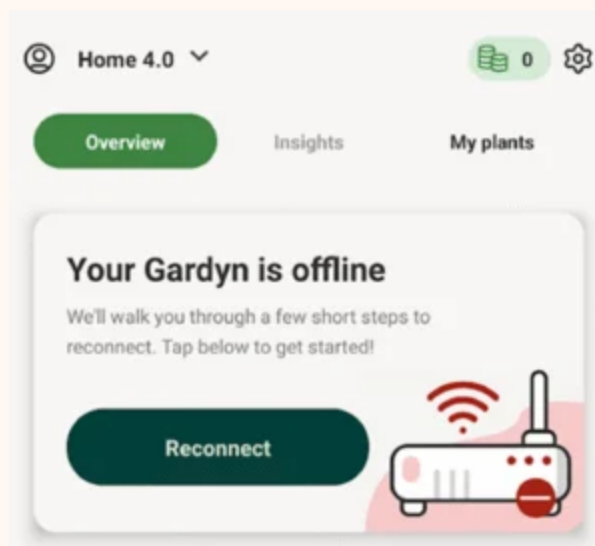 Home 4.0
0
Overview
Insights
My plants
Your Gardyn is offline
We'll walk you through a few short steps to
reconnect. Tap below to get started!
Reconnect